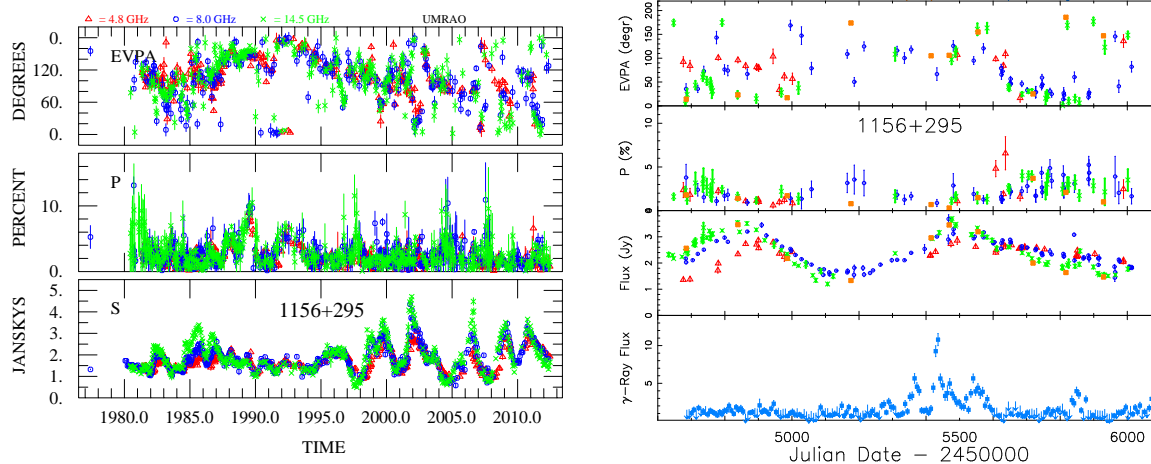 = 4.8 GHz = 8.0 GHz = 14.5 GHz UMRAO
DEGREES
EVPA
0.
120.
60.
0.
PERCENT
P
10.
0.
JANSKYS
S
1156+295
5.
4.
3.
2.
1.
0.
1980.0 1985.0 1990.0 1995.0 2000.0 2005.0 2010.0
TIME
EVPA (degr)
200
150
100
50
0
P (%)
1156+295
10
5
0
Flux (Jy)
3
2
1
0
γ-Ray Flux
10
5
5000 5500 6000
Julian Date - 2450000